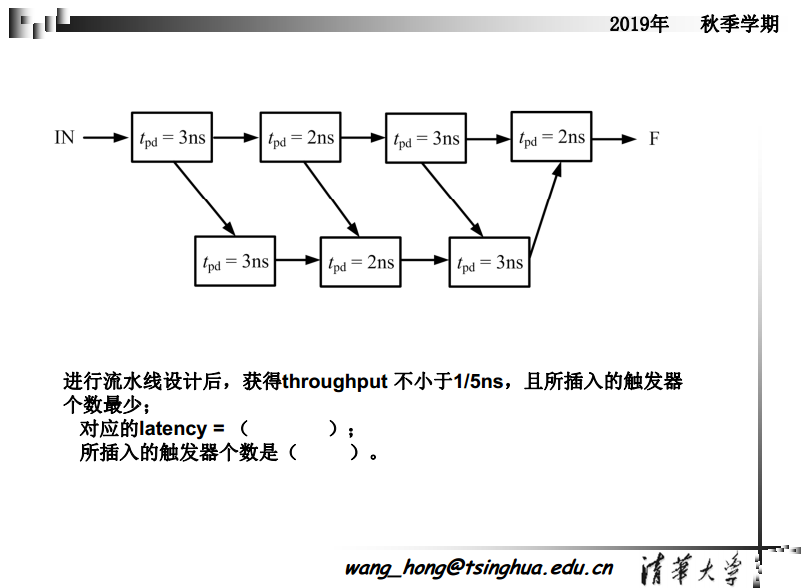 2019年 秋季学期
IN
tpd = 3ns
tpd = 2ns
tpd = 3ns
tpd = 2ns
F
tpd = 3ns
tpd = 2ns
tpd = 3ns
进行流水线设计后，获得throughput 不小于1/5ns，且所插入的触发器
个数最少；
对应的latency = （ ）；
所插入的触发器个数是（ ）。
wang_hong@tsinghua.edu.cn
清华大学